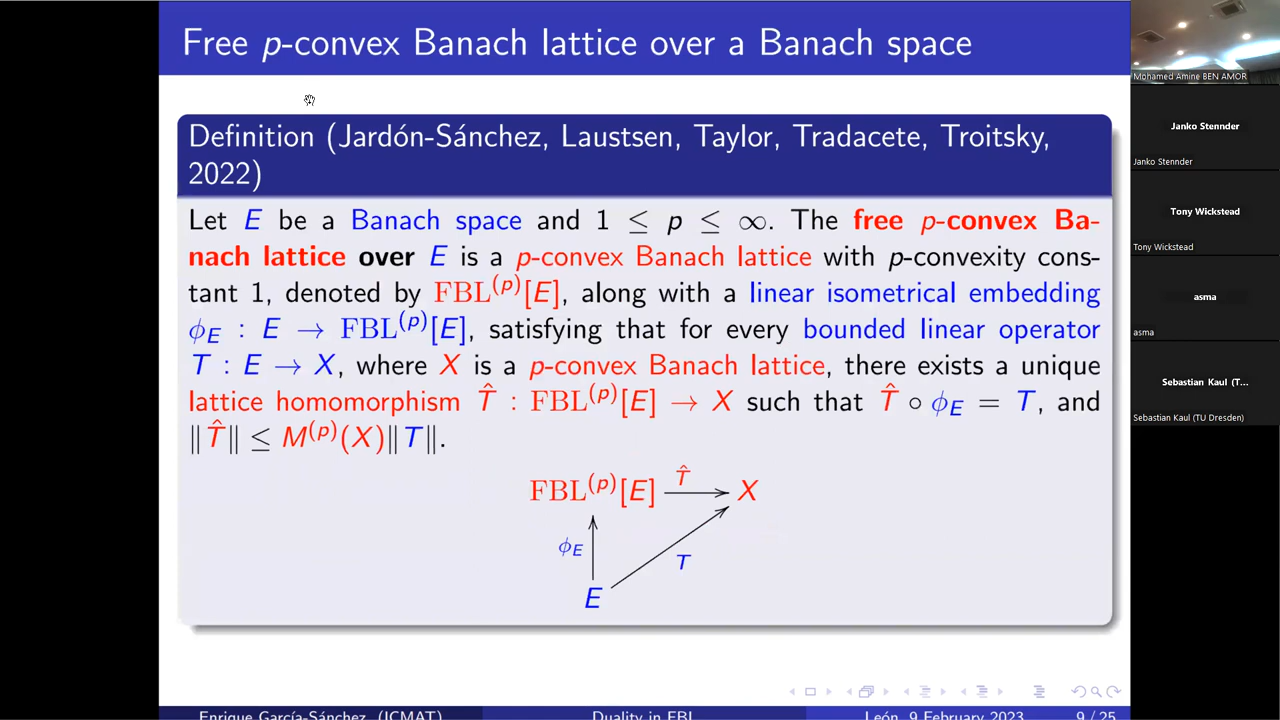 Free p-convex Banach lattice over a Banach space
Definition (Jardón-Sánchez, Laustsen, Taylor, Tradacete, Troitsky,
2022)
Let E be a Banach space and 1 ≤ p ≤ ∞. The free p-convex Ba-
nach lattice over E is a p-convex Banach lattice with p-convexity cons-
tant 1, denoted by FBL⁽ᵖ⁾[E], along with a linear isometrical embedding
ϕ_E : E → FBL⁽ᵖ⁾[E], satisfying that for every bounded linear operator
T : E → X, where X is a p-convex Banach lattice, there exists a unique
lattice homomorphism T̂ : FBL⁽ᵖ⁾[E] → X such that T̂ ∘ ϕ_E = T, and
‖T̂‖ ≤ M⁽ᵖ⁾(X)‖T‖.
T̂
FBL⁽ᵖ⁾[E] → X
ϕ_E
T
E
Enrique García-Sánchez (ICMAT)
Duality in FBL
León, 9 February 2023
9 / 25
Mohamed Amine BEN AMOR
Janko Stennder
Janko Stennder
Tony Wickstead
Tony Wickstead
asma
asma
Sebastian Kaul (T...
Sebastian Kaul (TU Dresden)